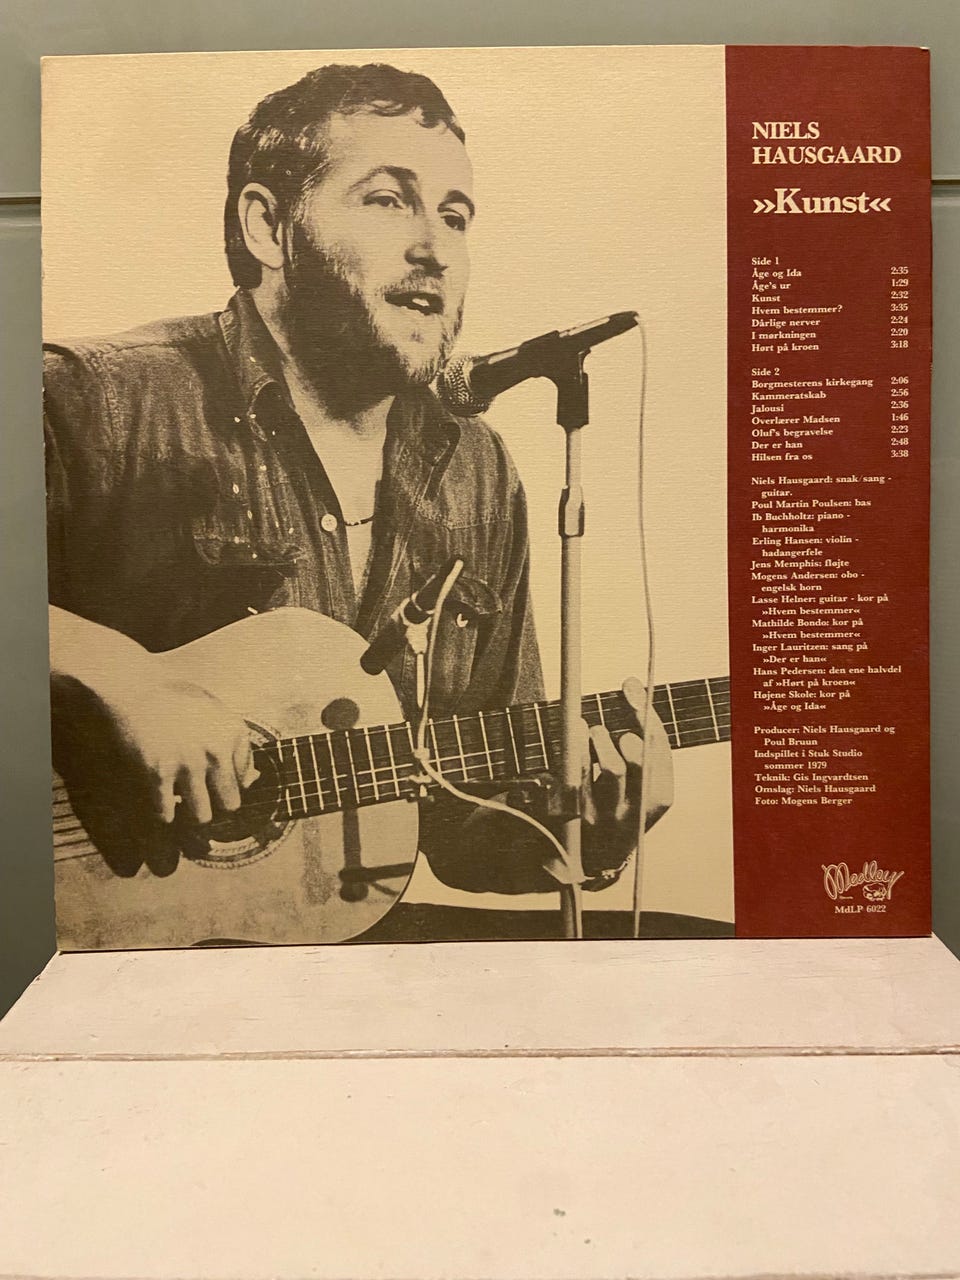 NIELS
HAUSGAARD
»Kunst«
Side 1
Åge og Ida 2:35
Åge's ur 1:29
Kunst 2:32
Hvem bestemmer? 3:35
Dårlige nerver 2:24
I mørkningen 2:20
Hørt på kroen 3:18
Side 2
Borgmesterens kirkegang 2:06
Kammeratskab 2:56
Jalousi 2:36
Overlærer Madsen 1:46
Oluf's begravelse 2:23
Der er han 2:48
Hilsen fra os 3:38
Niels Hausgaard: snak/sang -
guitar.
Poul Martin Poulsen: bas
Ib Buchholtz: piano -
harmonika
Erling Hansen: violin -
hadangerfele
Jens Memphis: fløjte
Mogens Andersen: obo -
engelsk horn
Lasse Helner: guitar - kor på
»Hvem bestemmer«
Mathilde Bondo: kor på
»Hvem bestemmer«
Inger Lauritzen: sang på
»Der er han«
Hans Pedersen: den ene halvdel
af »Hørt på kroen«
Højene Skole: kor på
»Åge og Ida«
Producer: Niels Hausgaard og
Poul Bruun
Indspillet i Stuk Studio
sommer 1979
Teknik: Gis Ingvardtsen
Omslag: Niels Hausgaard
Foto: Mogens Berger
Medley
MdLP 6022